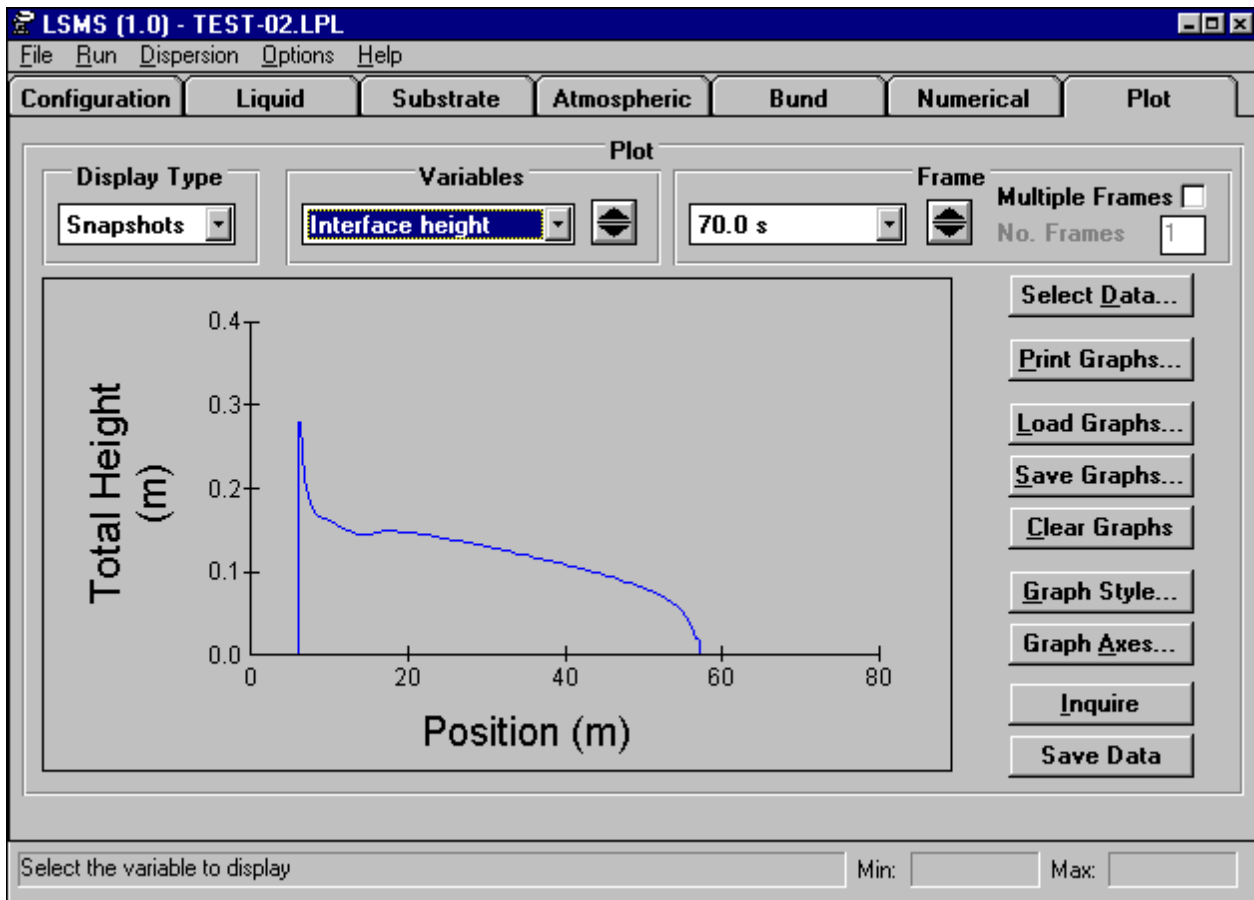 LSMS (1.0) - TEST-02.LPL
File Run Dispersion Options Help
Configuration Liquid Substrate Atmospheric Bund Numerical Plot
Plot
Display Type Variables Frame
Snapshots Interface height 70.0 s
Multiple Frames
No. Frames 1
0.4
0.3
0.2
0.1
0.0
0 20 40 60 80
Total Height
(m)
Position (m)
Select Data...
Print Graphs...
Load Graphs...
Save Graphs...
Clear Graphs
Graph Style...
Graph Axes...
Inquire
Save Data
Select the variable to display Min: Max: